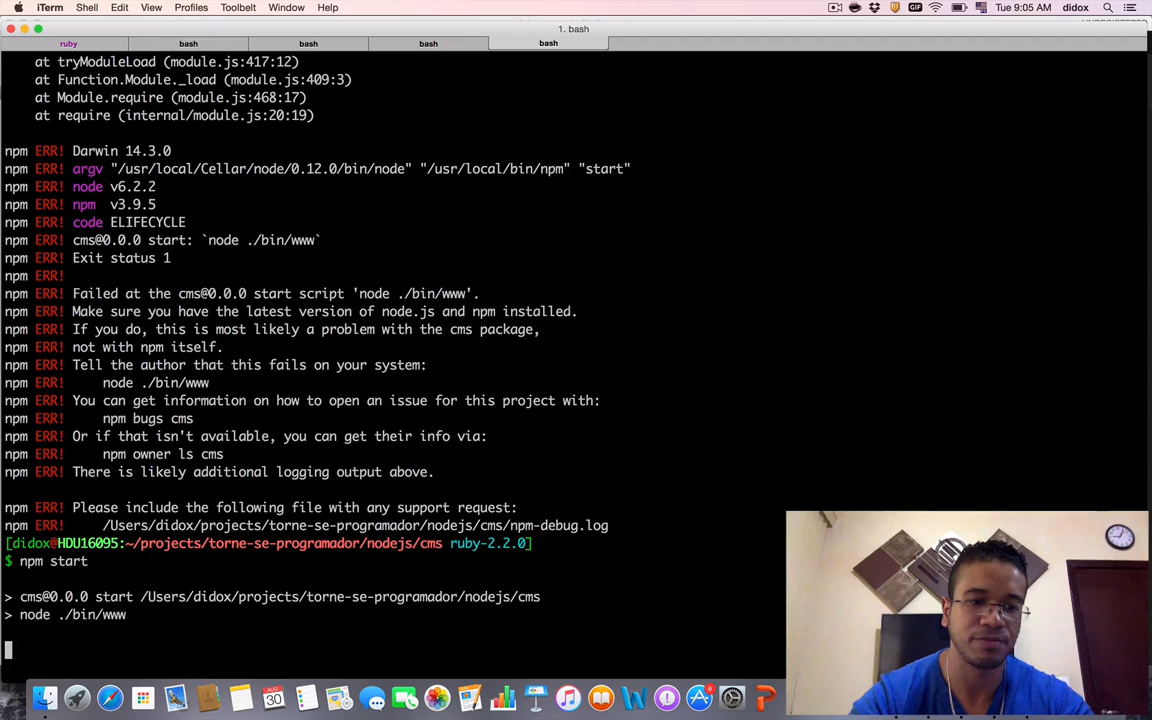 iTerm Shell Edit View Profiles Toolbelt Window Help GIF Tue 9:05 AM didox
1. bash
ruby bash bash bash bash
at tryModuleLoad (module.js:417:12)
at Function.Module._load (module.js:409:3)
at Module.require (module.js:468:17)
at require (internal/module.js:20:19)
npm ERR! Darwin 14.3.0
npm ERR! argv "/usr/local/Cellar/node/0.12.0/bin/node" "/usr/local/bin/npm" "start"
npm ERR! node v6.2.2
npm ERR! npm  v3.9.5
npm ERR! code ELIFECYCLE
npm ERR! cms@0.0.0 start: `node ./bin/www`
npm ERR! Exit status 1
npm ERR!
npm ERR! Failed at the cms@0.0.0 start script 'node ./bin/www'.
npm ERR! Make sure you have the latest version of node.js and npm installed.
npm ERR! If you do, this is most likely a problem with the cms package,
npm ERR! not with npm itself.
npm ERR! Tell the author that this fails on your system:
npm ERR!     node ./bin/www
npm ERR! You can get information on how to open an issue for this project with:
npm ERR!     npm bugs cms
npm ERR! Or if that isn't available, you can get their info via:
npm ERR!     npm owner ls cms
npm ERR! There is likely additional logging output above.
npm ERR! Please include the following file with any support request:
npm ERR!     /Users/didox/projects/torne-se-programador/nodejs/cms/npm-debug.log
[didox@HDU16095:~/projects/torne-se-programador/nodejs/cms ruby-2.2.0]
$ npm start
> cms@0.0.0 start /Users/didox/projects/torne-se-programador/nodejs/cms
> node ./bin/www
AUG
30